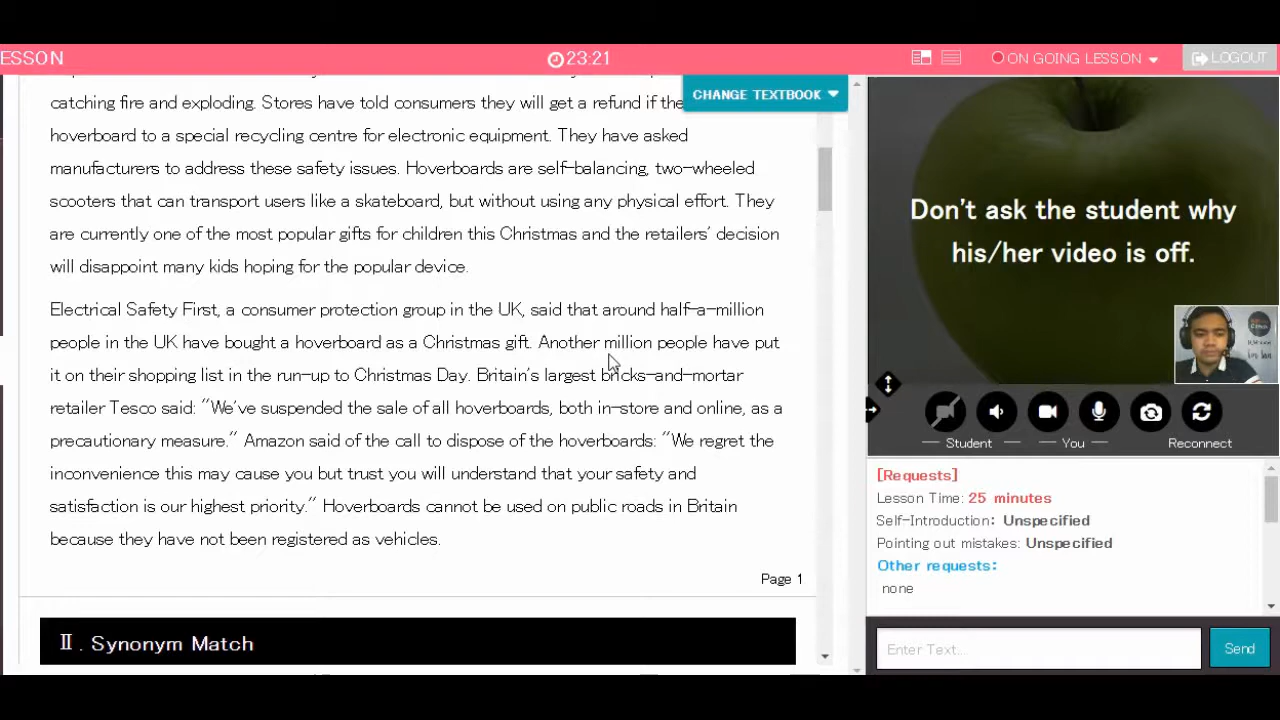 ESSON
23:21
ON GOING LESSON
LOGOUT
CHANGE TEXTBOOK
catching fire and exploding. Stores have told consumers they will get a refund if the
hoverboard to a special recycling centre for electronic equipment. They have asked
manufacturers to address these safety issues. Hoverboards are self-balancing, two-wheeled
scooters that can transport users like a skateboard, but without using any physical effort. They
are currently one of the most popular gifts for children this Christmas and the retailers' decision
will disappoint many kids hoping for the popular device.
Electrical Safety First, a consumer protection group in the UK, said that around half-a-million
people in the UK have bought a hoverboard as a Christmas gift. Another million people have put
it on their shopping list in the run-up to Christmas Day. Britain's largest bricks-and-mortar
retailer Tesco said: "We've suspended the sale of all hoverboards, both in-store and online, as a
precautionary measure." Amazon said of the call to dispose of the hoverboards: "We regret the
inconvenience this may cause you but trust you will understand that your safety and
satisfaction is our highest priority." Hoverboards cannot be used on public roads in Britain
because they have not been registered as vehicles.
Page 1
Ⅱ. Synonym Match
Don't ask the student why
his/her video is off.
Student
You
Reconnect
[Requests]
Lesson Time: 25 minutes
Self-Introduction: Unspecified
Pointing out mistakes: Unspecified
Other requests:
none
Enter Text...
Send